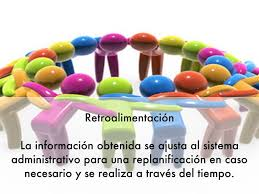 Retroalimentación
La información obtenida se ajusta al sistema
administrativo para una replanificación en caso
necesario y se realiza a través del tiempo.